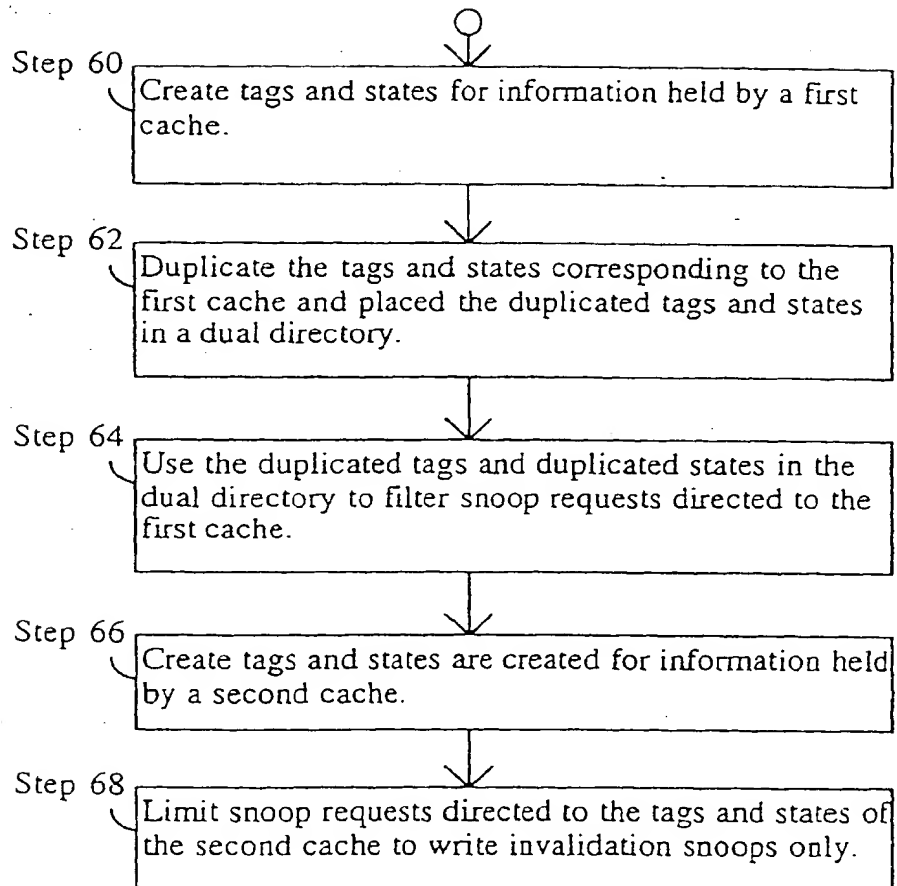 Step 60
Create tags and states for information held by a first
cache.
Step 62
Duplicate the tags and states corresponding to the
first cache and placed the duplicated tags and states
in a dual directory.
Step 64
Use the duplicated tags and duplicated states in the
dual directory to filter snoop requests directed to the
first cache.
Step 66
Create tags and states are created for information held
by a second cache.
Step 68
Limit snoop requests directed to the tags and states of
the second cache to write invalidation snoops only.